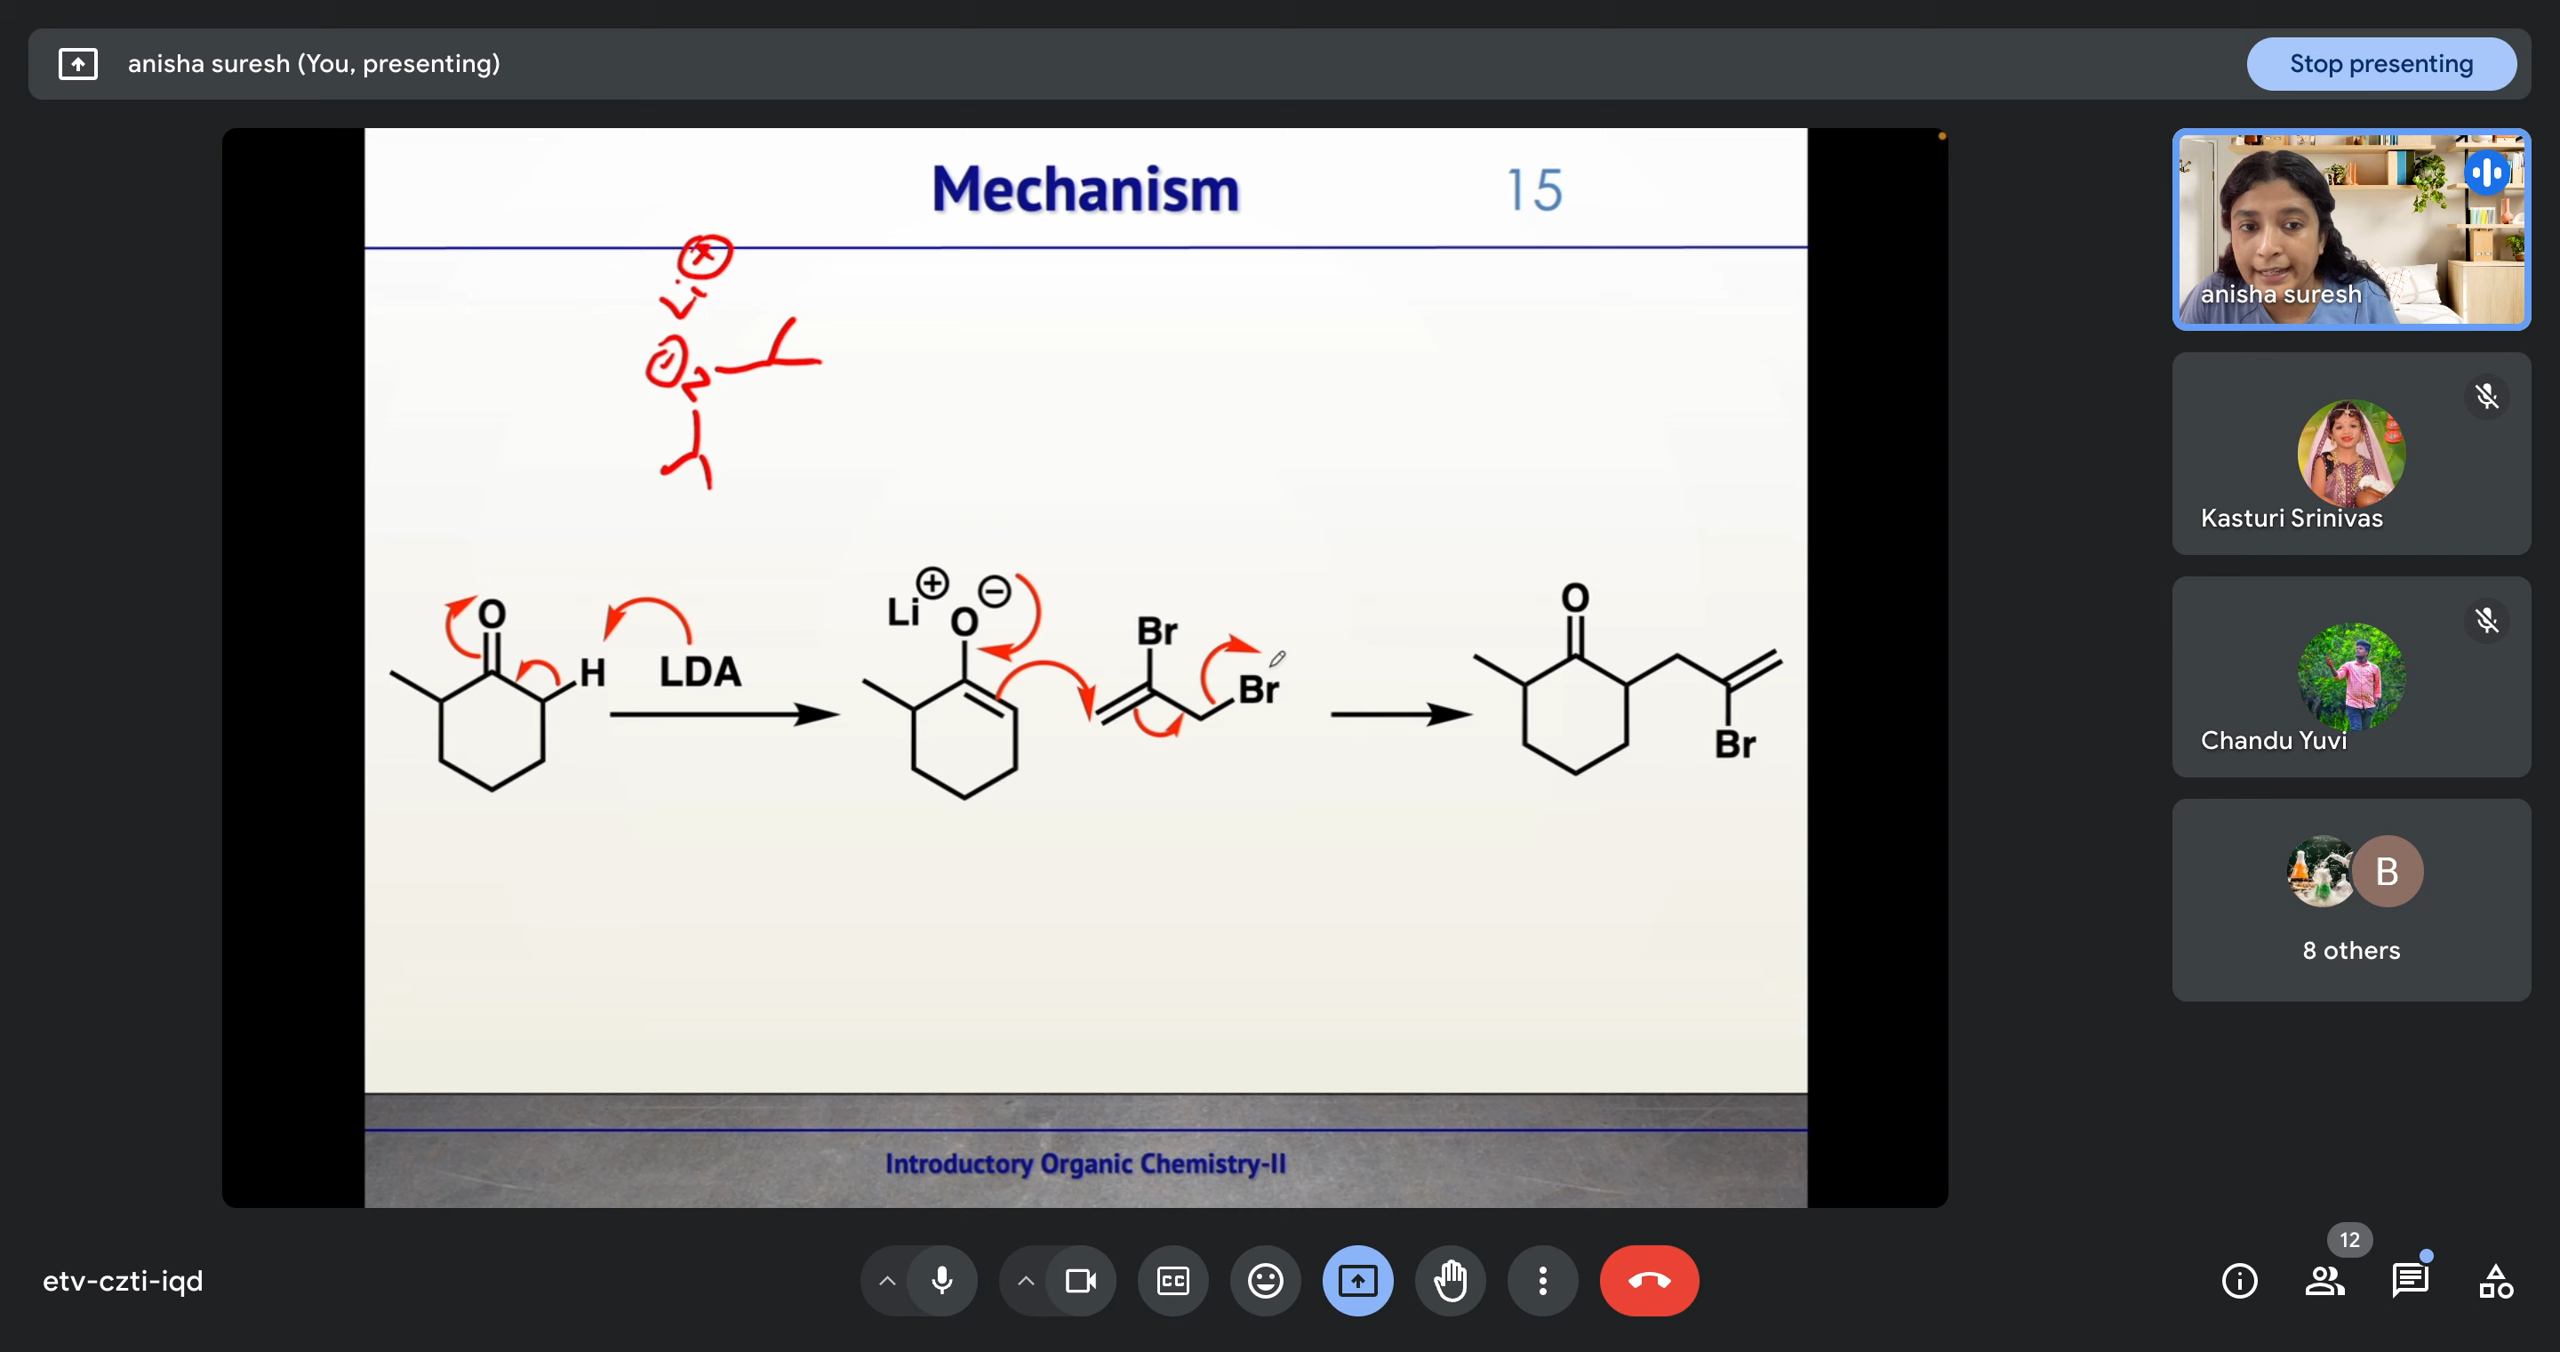 anisha suresh (You, presenting)
Stop presenting
Mechanism
15
Li
N
O
H
LDA
Li
O
Br
Br
O
Br
Introductory Organic Chemistry-II
anisha suresh
Kasturi Srinivas
Chandu Yuvi
B
8 others
etv-czti-iqd
CC
12